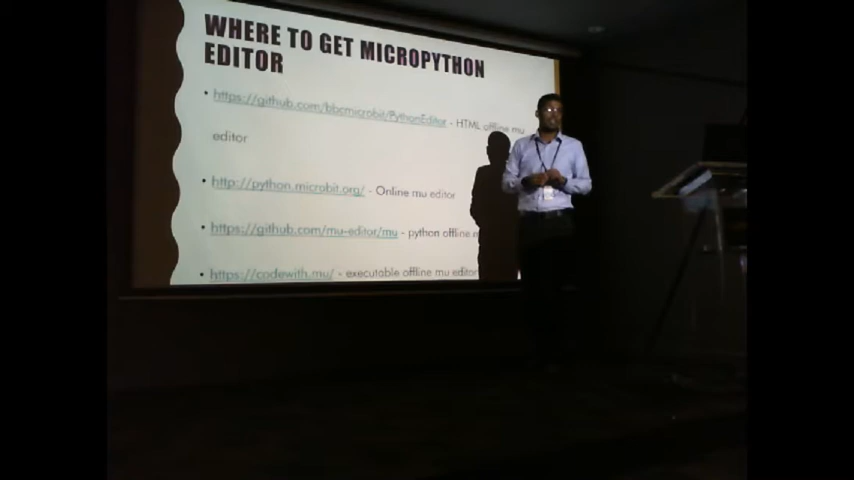 WHERE TO GET MICROPYTHON
EDITOR
• https://github.com/bbcmicrobit/PythonEditor - HTML offline mu
editor
• http://python.microbit.org/ - Online mu editor
• https://github.com/mu-editor/mu - python offline
• https://codewith.mu/ - executable offline mu editor